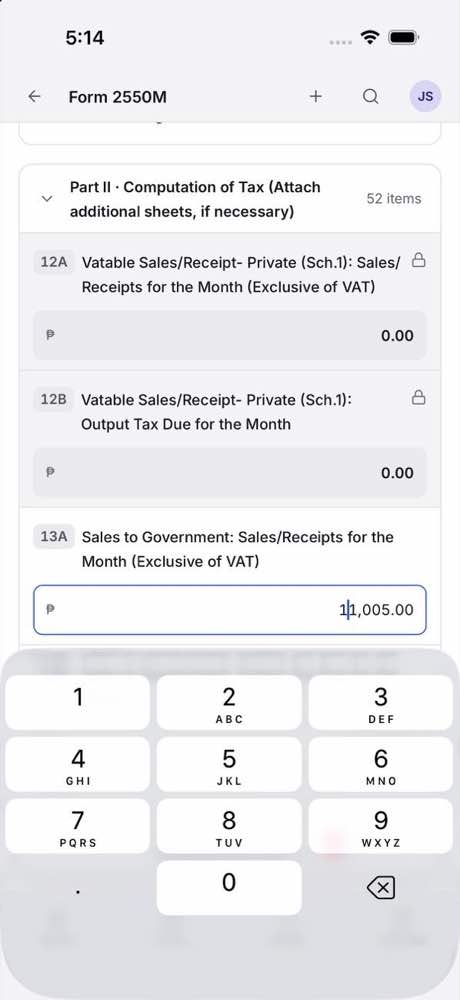 5:14
Form 2550M
JS
Part II · Computation of Tax (Attach
additional sheets, if necessary)
52 items
12A
Vatable Sales/Receipt- Private (Sch.1): Sales/
Receipts for the Month (Exclusive of VAT)
₱
0.00
12B
Vatable Sales/Receipt- Private (Sch.1):
Output Tax Due for the Month
₱
0.00
13A
Sales to Government: Sales/Receipts for the
Month (Exclusive of VAT)
₱
11,005.00
1
2
ABC
3
DEF
4
GHI
5
JKL
6
MNO
7
PQRS
8
TUV
9
WXYZ
.
0